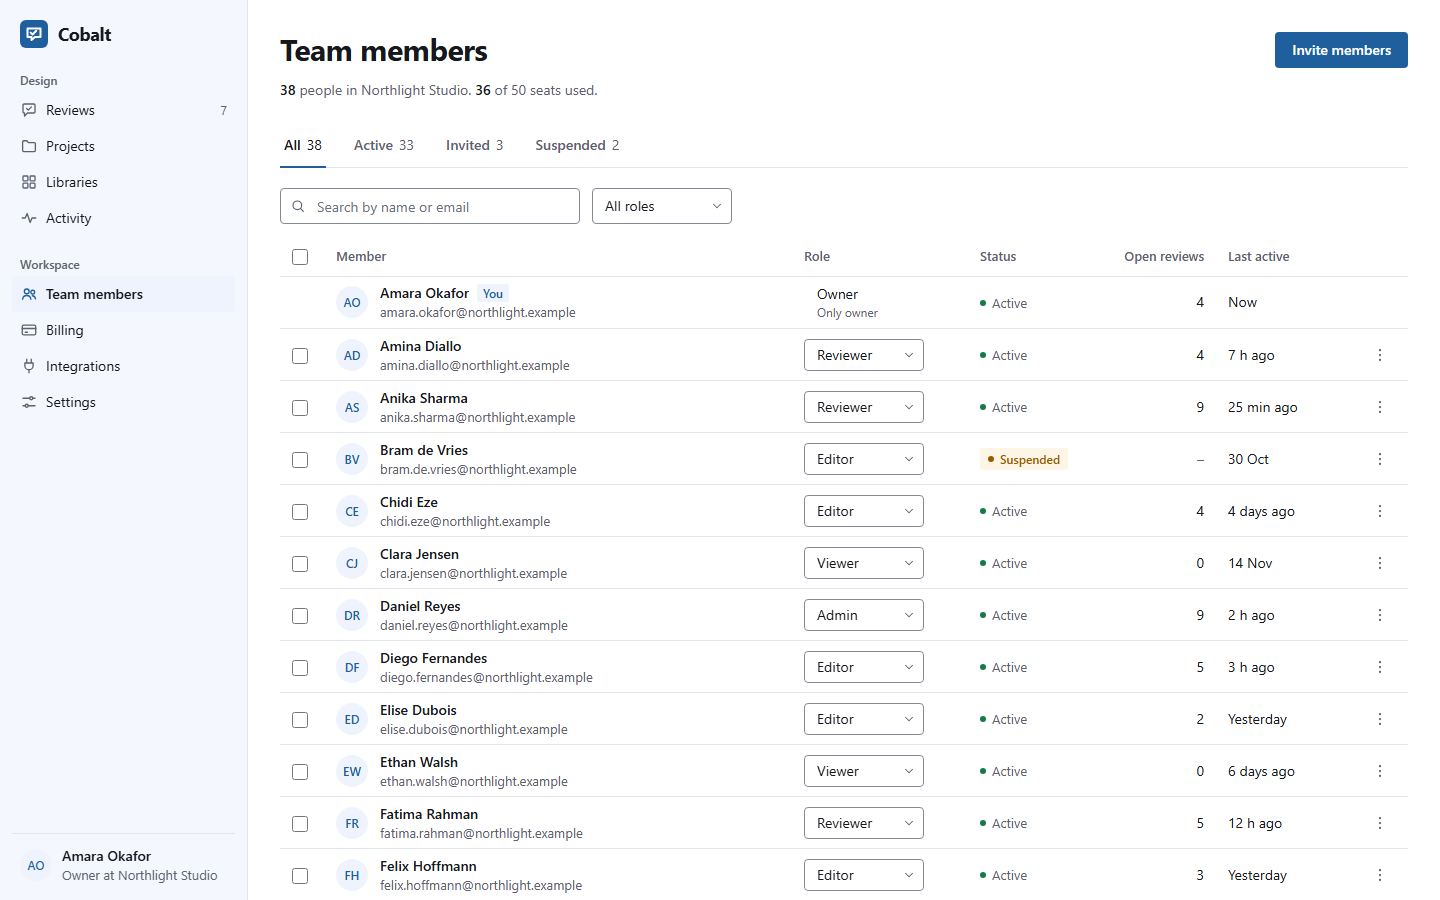 Cobalt
Design
Reviews 7
Projects
Libraries
Activity
Workspace
Team members
Billing
Integrations
Settings
AO
Amara Okafor
Owner at Northlight Studio
Team members
Invite members
38 people in Northlight Studio. 36 of 50 seats used.
All 38 Active 33 Invited 3 Suspended 2
Search by name or email
All roles
Member Role Status Open reviews Last active
AO Amara Okafor You Owner Active 4 Now
amara.okafor@northlight.example Only owner
AD Amina Diallo Reviewer Active 4 7 h ago
amina.diallo@northlight.example
AS Anika Sharma Reviewer Active 9 25 min ago
anika.sharma@northlight.example
BV Bram de Vries Editor Suspended – 30 Oct
bram.de.vries@northlight.example
CE Chidi Eze Editor Active 4 4 days ago
chidi.eze@northlight.example
CJ Clara Jensen Viewer Active 0 14 Nov
clara.jensen@northlight.example
DR Daniel Reyes Admin Active 9 2 h ago
daniel.reyes@northlight.example
DF Diego Fernandes Editor Active 5 3 h ago
diego.fernandes@northlight.example
ED Elise Dubois Editor Active 2 Yesterday
elise.dubois@northlight.example
EW Ethan Walsh Viewer Active 0 6 days ago
ethan.walsh@northlight.example
FR Fatima Rahman Reviewer Active 5 12 h ago
fatima.rahman@northlight.example
FH Felix Hoffmann Editor Active 3 Yesterday
felix.hoffmann@northlight.example